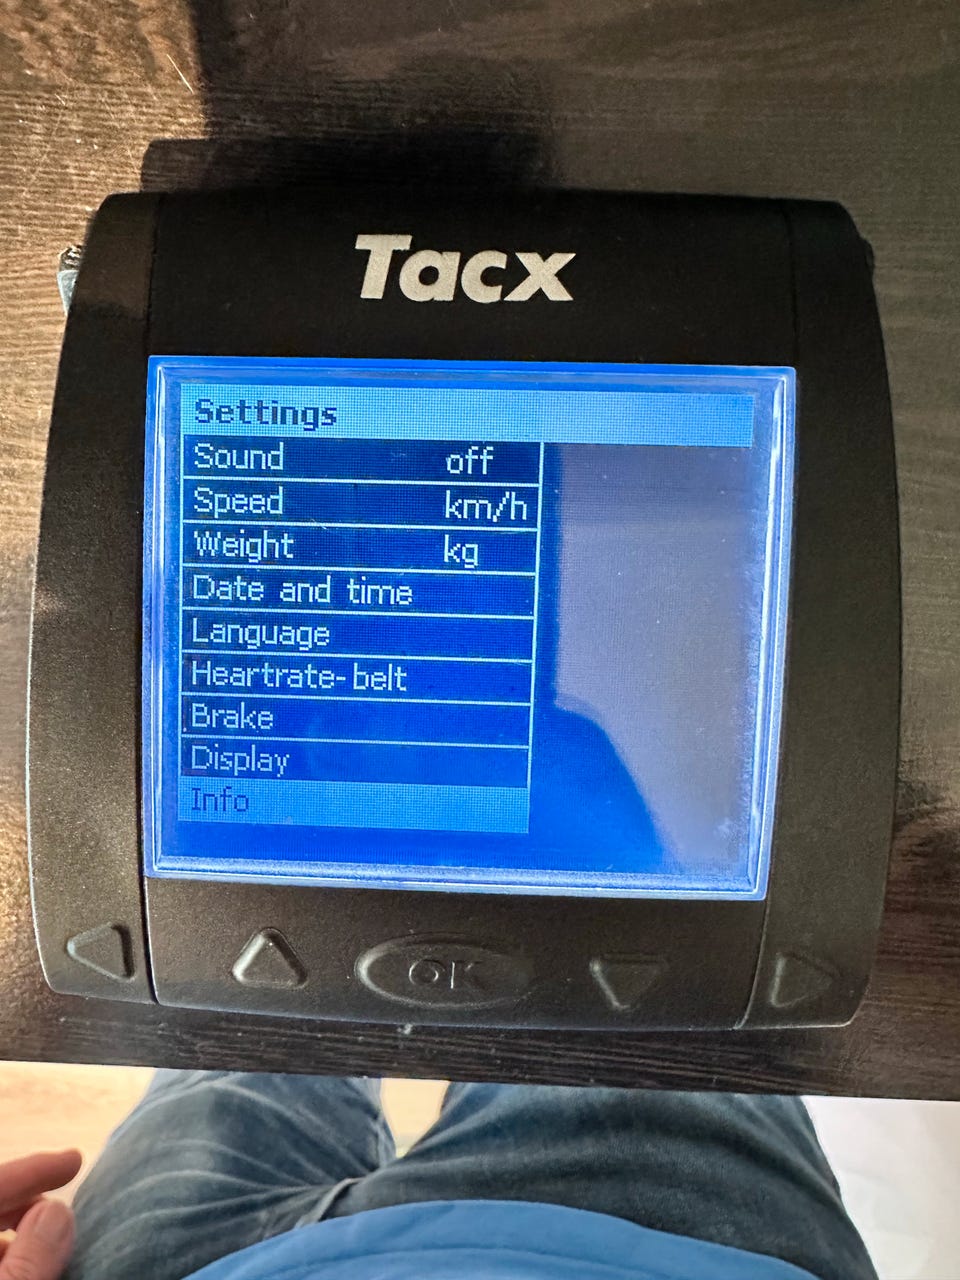 Tacx
Settings
Sound off
Speed km/h
Weight kg
Date and time
Language
Heartrate-belt
Brake
Display
Info
OK